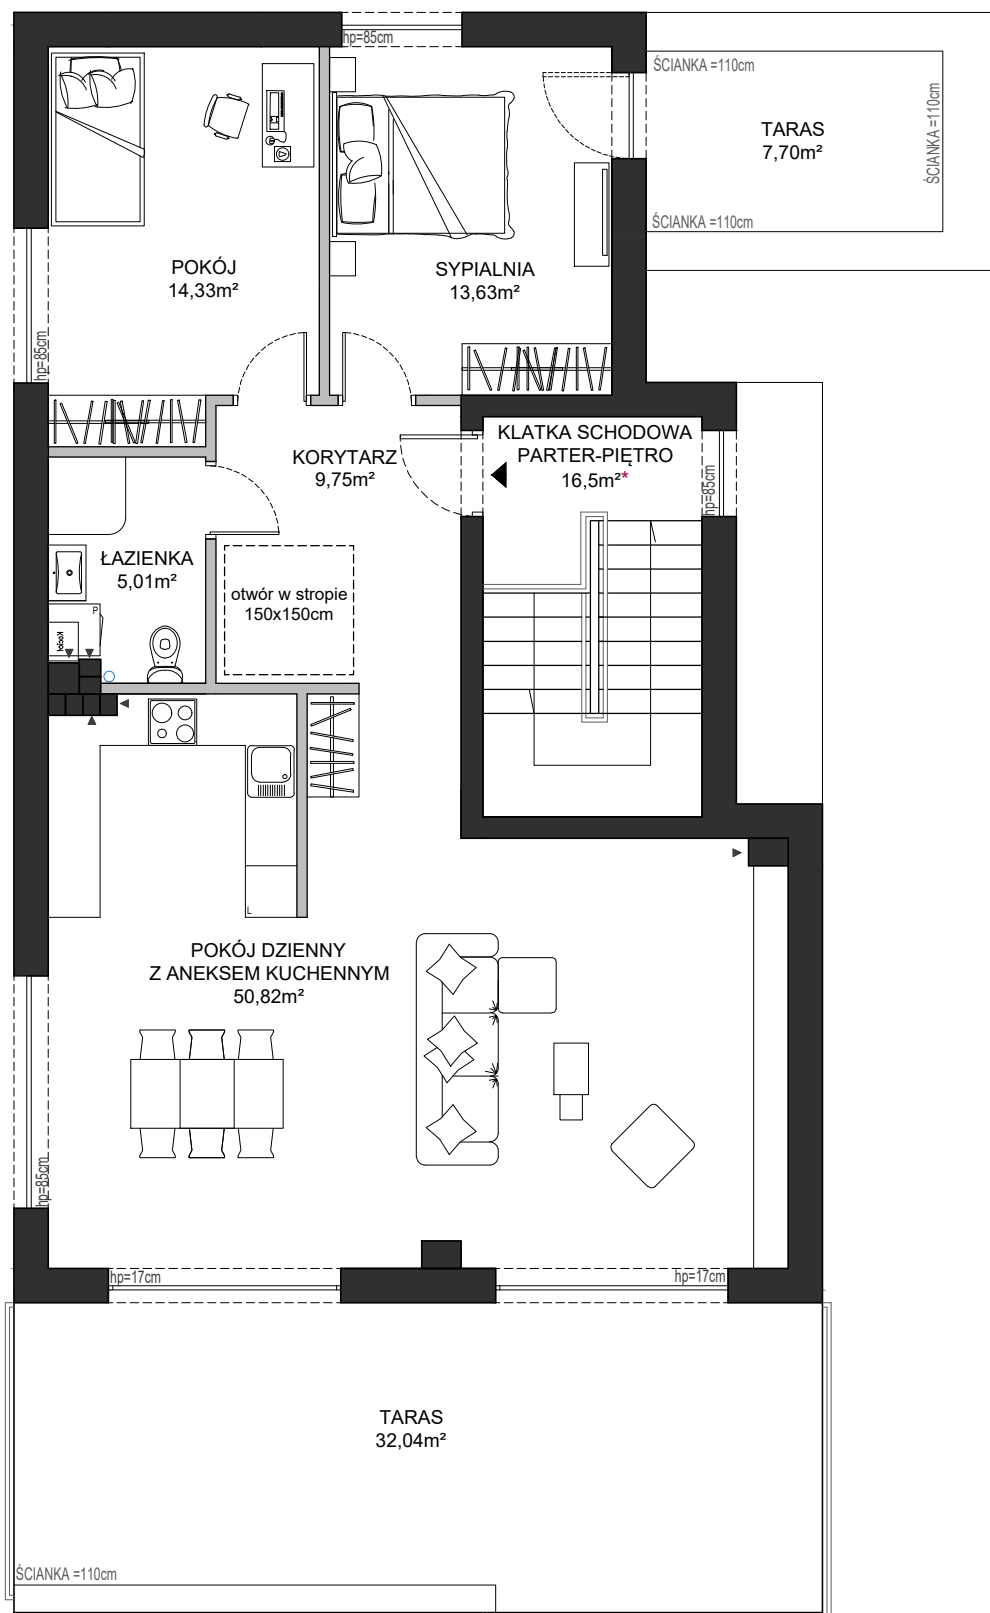 hp=85cm
ŚCIANKA =110cm
ŚCIANKA =110cm
TARAS
7,70m²
ŚCIANKA =110cm
POKÓJ
14,33m²
SYPIALNIA
13,63m²
hp=85cm
KLATKA SCHODOWA
PARTER-PIĘTRO
16,5m²*
hp=85cm
KORYTARZ
9,75m²
ŁAZIENKA
5,01m²
otwór w stropie
150x150cm
P
Kocioł
L
POKÓJ DZIENNY
Z ANEKSEM KUCHENNYM
50,82m²
hp=85cm
hp=17cm
hp=17cm
TARAS
32,04m²
ŚCIANKA =110cm